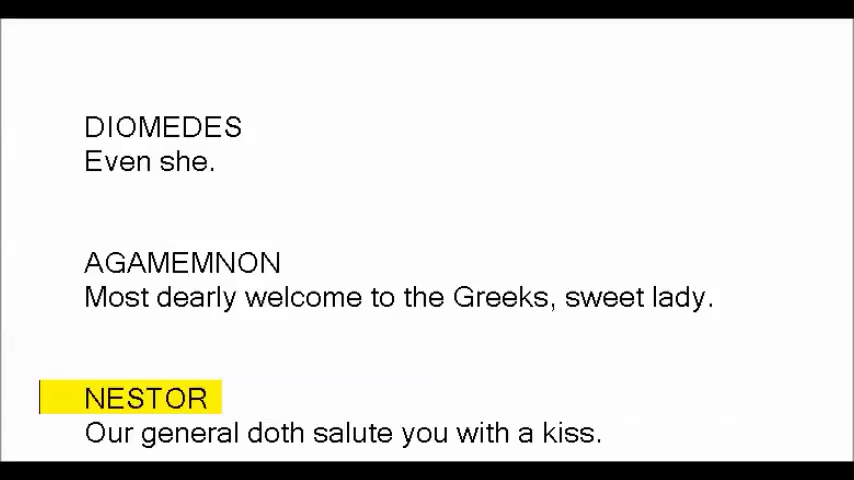 DIOMEDES
Even she.
AGAMEMNON
Most dearly welcome to the Greeks, sweet lady.
NESTOR
Our general doth salute you with a kiss.